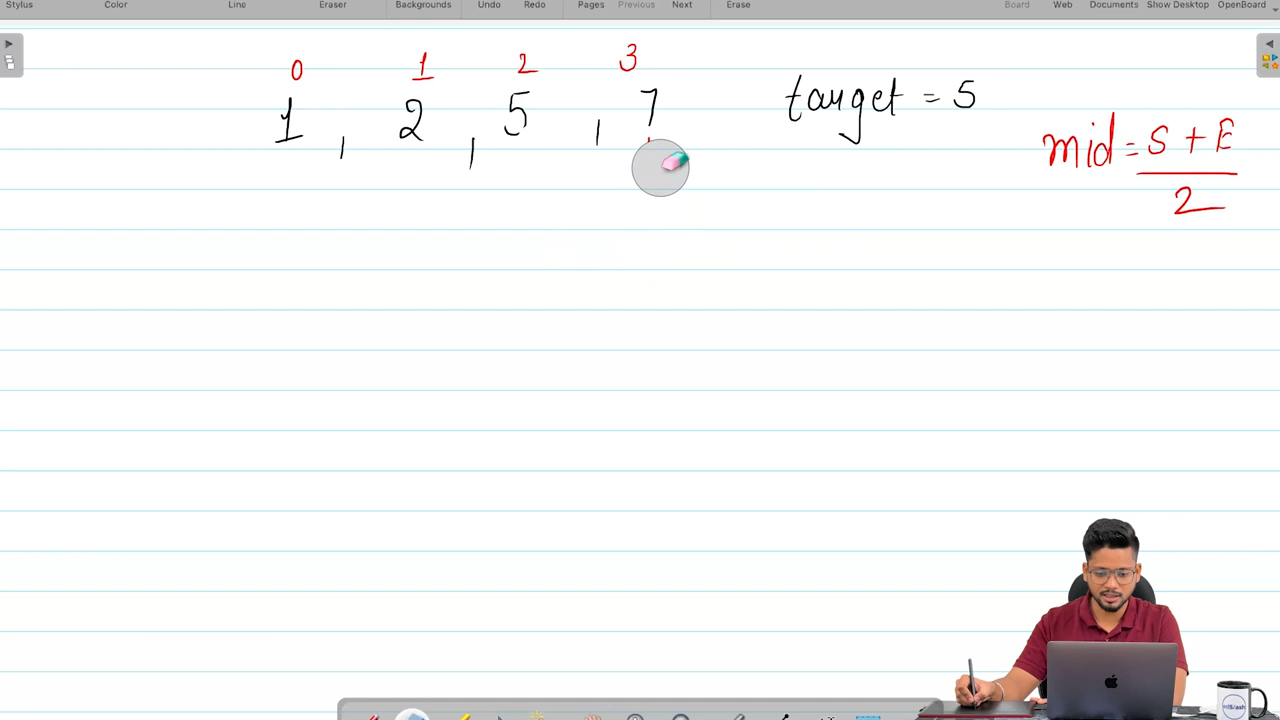 Stylus Color Line Eraser Backgrounds Undo Redo Pages Previous Next Erase Board Web Documents Show Desktop OpenBoard
0 1 2 3
1 , 2 , 5 , 7 target = 5
mid = S + E
2